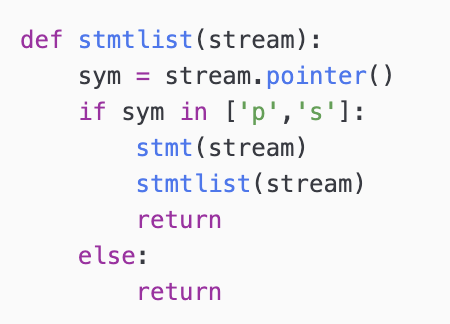 def stmtlist(stream):
    sym = stream.pointer()
    if sym in ['p','s']:
        stmt(stream)
        stmtlist(stream)
        return
    else:
        return